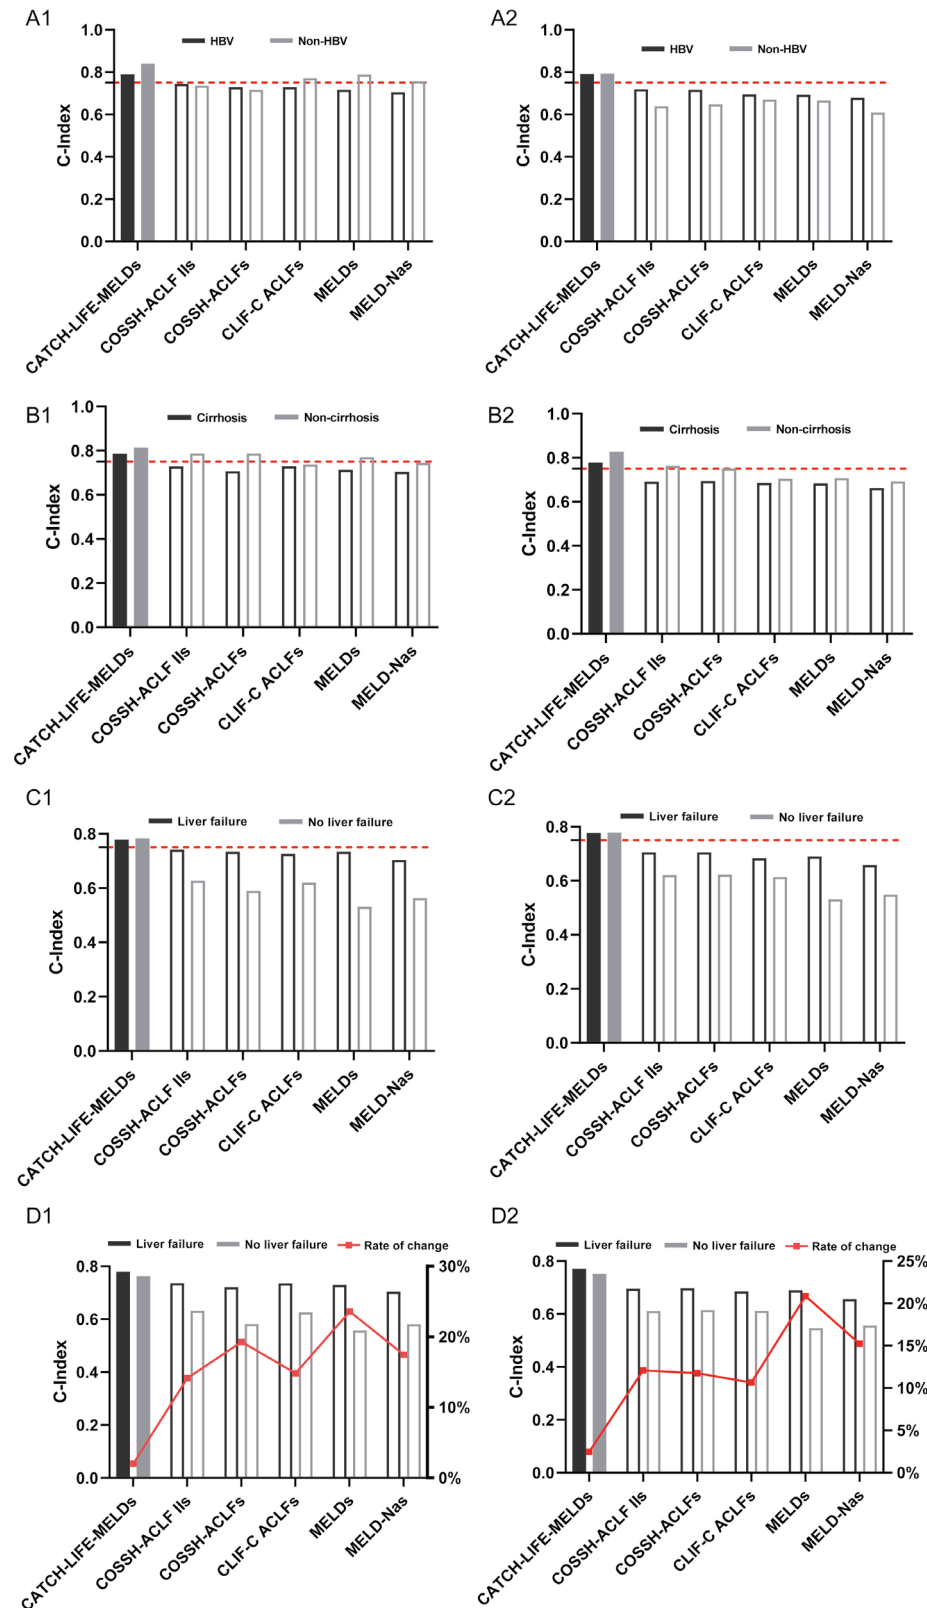 A1
HBV
Non-HBV
1.0
0.8
0.6
0.4
0.2
0.0
C-Index
CATCH-LIFE-MELDs
COSSH-ACLF IIs
COSSH-ACLFs
CLIF-C ACLFs
MELDs
MELD-Nas
A2
HBV
Non-HBV
1.0
0.8
0.6
0.4
0.2
0.0
C-Index
CATCH-LIFE-MELDs
COSSH-ACLF IIs
COSSH-ACLFs
CLIF-C ACLFs
MELDs
MELD-Nas
B1
Cirrhosis
Non-cirrhosis
1.0
0.8
0.6
0.4
0.2
0.0
C-Index
CATCH-LIFE-MELDs
COSSH-ACLF IIs
COSSH-ACLFs
CLIF-C ACLFs
MELDs
MELD-Nas
B2
Cirrhosis
Non-cirrhosis
1.0
0.8
0.6
0.4
0.2
0.0
C-Index
CATCH-LIFE-MELDs
COSSH-ACLF IIs
COSSH-ACLFs
CLIF-C ACLFs
MELDs
MELD-Nas
C1
Liver failure
No liver failure
0.8
0.6
0.4
0.2
0.0
C-Index
CATCH-LIFE-MELDs
COSSH-ACLF IIs
COSSH-ACLFs
CLIF-C ACLFs
MELDs
MELD-Nas
C2
Liver failure
No liver failure
0.8
0.6
0.4
0.2
0.0
C-Index
CATCH-LIFE-MELDs
COSSH-ACLF IIs
COSSH-ACLFs
CLIF-C ACLFs
MELDs
MELD-Nas
D1
Liver failure
No liver failure
Rate of change
0.8
0.6
0.4
0.2
0.0
C-Index
30%
20%
10%
0%
CATCH-LIFE-MELDs
COSSH-ACLF IIs
COSSH-ACLFs
CLIF-C ACLFs
MELDs
MELD-Nas
D2
Liver failure
No liver failure
Rate of change
0.8
0.6
0.4
0.2
0.0
C-Index
25%
20%
15%
10%
5%
0%
CATCH-LIFE-MELDs
COSSH-ACLF IIs
COSSH-ACLFs
CLIF-C ACLFs
MELDs
MELD-Nas